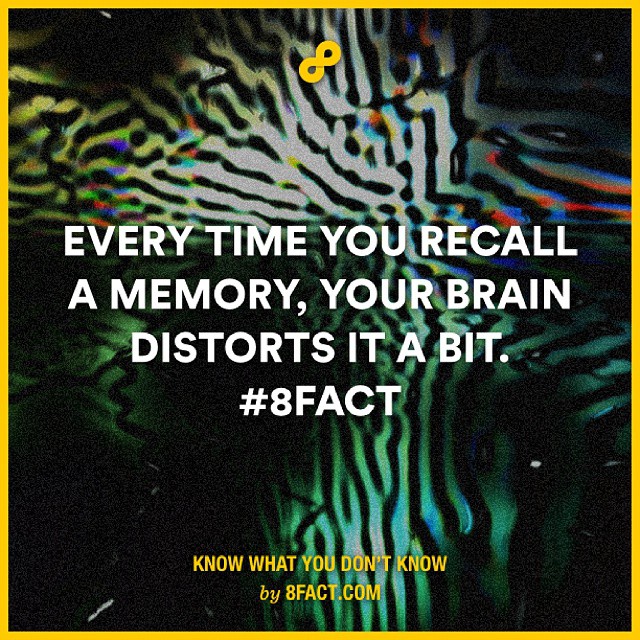 EVERY TIME YOU RECALL
A MEMORY, YOUR BRAIN
DISTORTS IT A BIT.
#8FACT
KNOW WHAT YOU DON'T KNOW
by 8FACT.COM